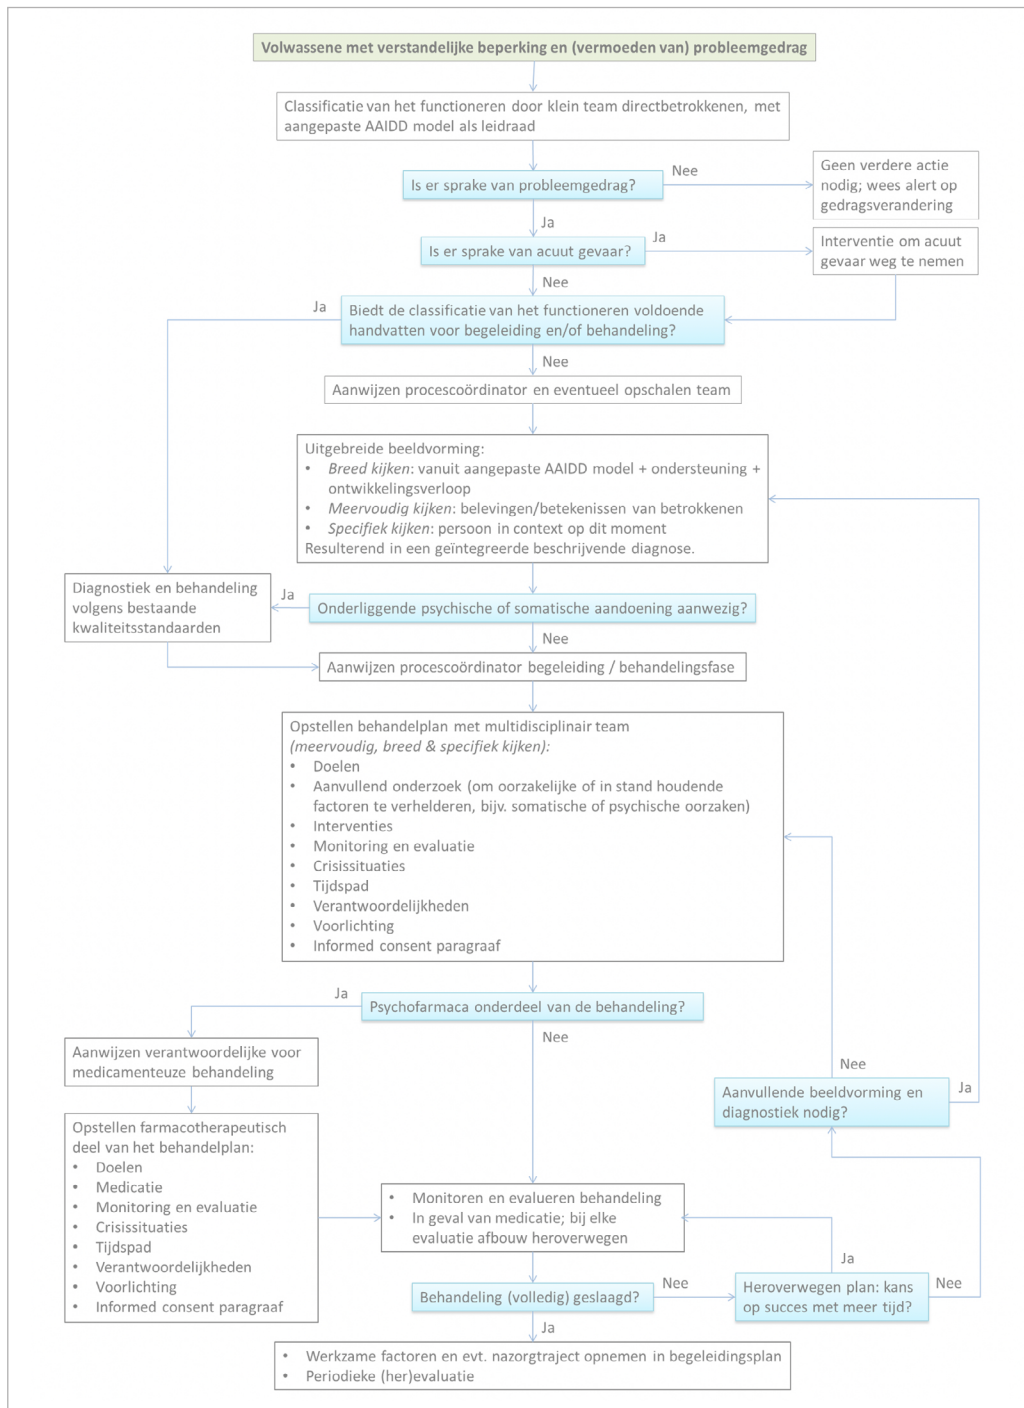 Volwassene met verstandelijke beperking en (vermoeden van) probleemgedrag
Classificatie van het functioneren door klein team directbetrokkenen, met
aangepaste AAIDD model als leidraad
Is er sprake van probleemgedrag?
Nee
Geen verdere actie
nodig; wees alert op
gedragsverandering
Ja
Is er sprake van acuut gevaar?
Ja
Interventie om acuut
gevaar weg te nemen
Nee
Ja
Biedt de classificatie van het functioneren voldoende
handvatten voor begeleiding en/of behandeling?
Nee
Aanwijzen procescoördinator en eventueel opschalen team
Uitgebreide beeldvorming:
• Breed kijken: vanuit aangepaste AAIDD model + ondersteuning +
ontwikkelingsverloop
• Meervoudig kijken: belevingen/betekenissen van betrokkenen
• Specifiek kijken: persoon in context op dit moment
Resulterend in een geïntegreerde beschrijvende diagnose.
Diagnostiek en behandeling
volgens bestaande
kwaliteitsstandaarden
Ja
Onderliggende psychische of somatische aandoening aanwezig?
Nee
Aanwijzen procescoördinator begeleiding / behandelingsfase
Opstellen behandelplan met multidisciplinair team
(meervoudig, breed & specifiek kijken):
• Doelen
• Aanvullend onderzoek (om oorzakelijke of in stand houdende
factoren te verhelderen, bijv. somatische of psychische oorzaken)
• Interventies
• Monitoring en evaluatie
• Crisissituaties
• Tijdspad
• Verantwoordelijkheden
• Voorlichting
• Informed consent paragraaf
Ja
Psychofarmaca onderdeel van de behandeling?
Nee
Aanwijzen verantwoordelijke voor
medicamenteuze behandeling
Nee
Aanvullende beeldvorming en
diagnostiek nodig?
Ja
Opstellen farmacotherapeutisch
deel van het behandelplan:
• Doelen
• Medicatie
• Monitoring en evaluatie
• Crisissituaties
• Tijdspad
• Verantwoordelijkheden
• Voorlichting
• Informed consent paragraaf
• Monitoren en evalueren behandeling
• In geval van medicatie; bij elke
evaluatie afbouw heroverwegen
Ja
Behandeling (volledig) geslaagd?
Nee
Heroverwegen plan: kans
op succes met meer tijd?
Nee
Ja
• Werkzame factoren en evt. nazorgtraject opnemen in begeleidingsplan
• Periodieke (her)evaluatie